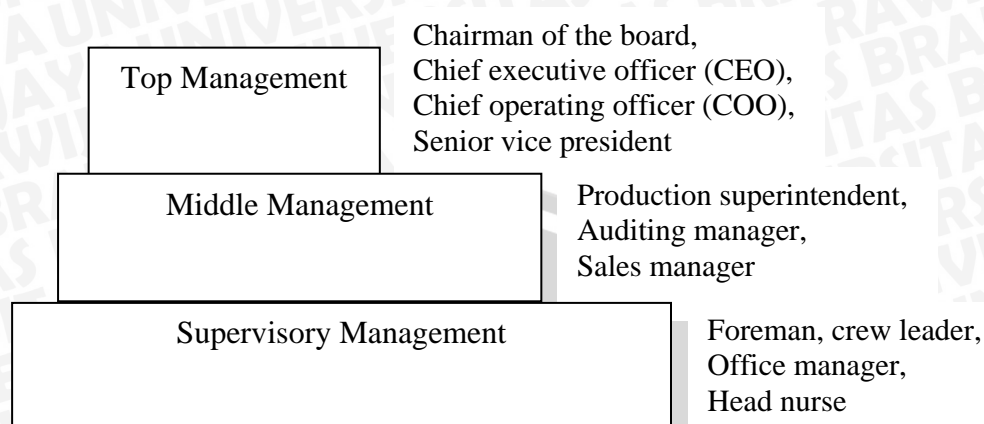 Top Management
Chairman of the board,
Chief executive officer (CEO),
Chief operating officer (COO),
Senior vice president
Middle Management
Production superintendent,
Auditing manager,
Sales manager
Supervisory Management
Foreman, crew leader,
Office manager,
Head nurse